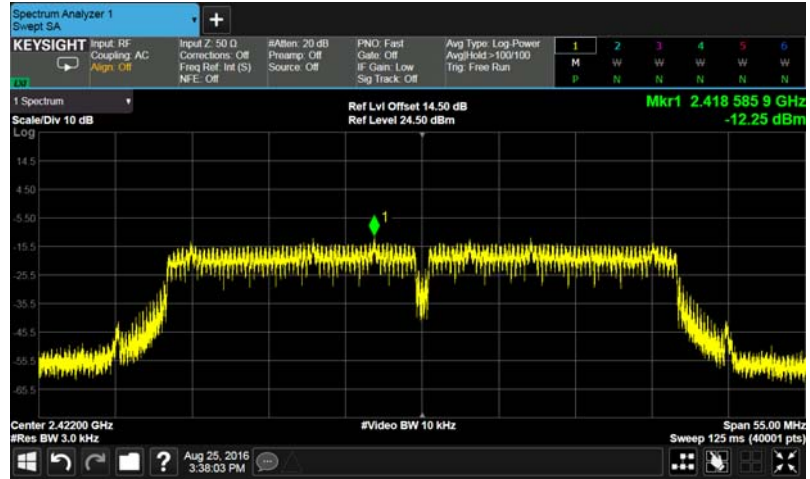 Spectrum Analyzer 1
Swept SA
KEYSIGHT
Input: RF
Coupling: AC
Align: Off
Input Z: 50 Ω
Corrections: Off
Freq Ref: Int (S)
NFE: Off
#Atten: 20 dB
Preamp: Off
Source: Off
PNO: Fast
Gate: Off
IF Gain: Low
Sig Track: Off
Avg Type: Log-Power
Avg|Hold:>100/100
Trig: Free Run
1 2 3 4 5 6
M W W W W W
P N N N N N
EXT
1 Spectrum
Scale/Div 10 dB
Ref Lvl Offset 14.50 dB
Ref Level 24.50 dBm
Mkr1 2.418 585 9 GHz
-12.25 dBm
Log
14.5
4.50
-5.50
-15.5
-25.5
-35.5
-45.5
-55.5
-65.5
1
Center 2.42200 GHz
#Res BW 3.0 kHz
#Video BW 10 kHz
Span 55.00 MHz
Sweep 125 ms (40001 pts)
Aug 25, 2016
3:38:03 PM